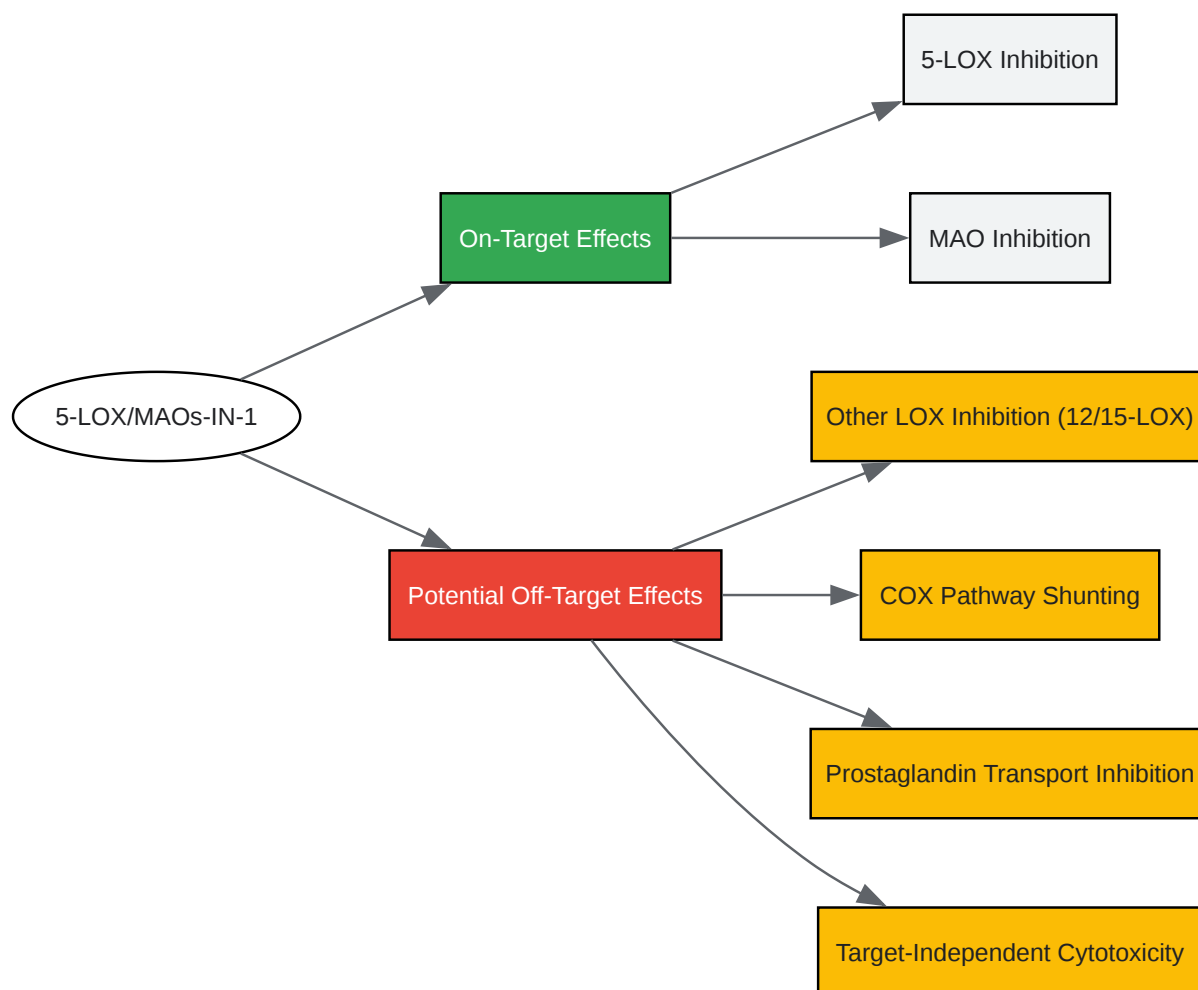 5-LOX Inhibition
On-Target Effects
MAO Inhibition
5-LOX/MAOs-IN-1
Other LOX Inhibition (12/15-LOX)
Potential Off-Target Effects
COX Pathway Shunting
Prostaglandin Transport Inhibition
Target-Independent Cytotoxicity